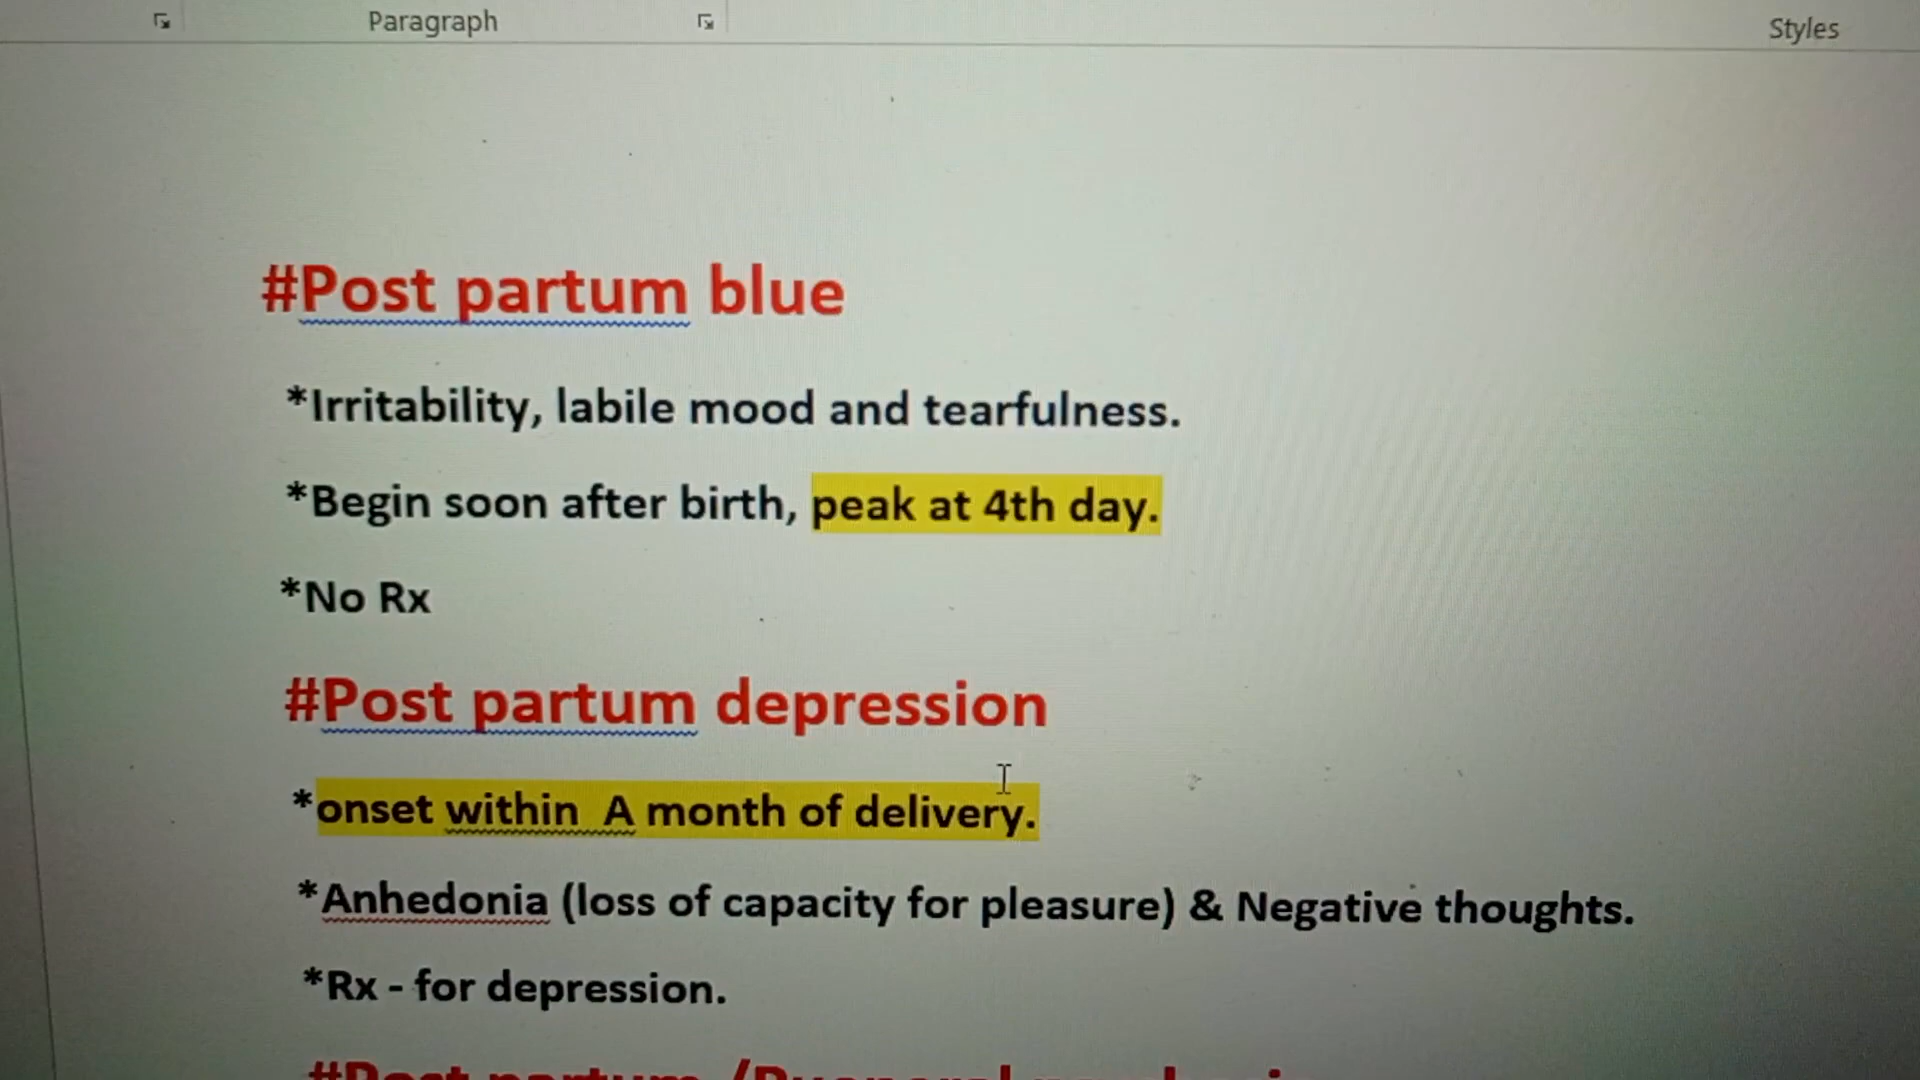 Paragraph
Styles
#Post partum blue
*Irritability, labile mood and tearfulness.
*Begin soon after birth, peak at 4th day.
*No Rx
#Post partum depression
*onset within  A month of delivery.
*Anhedonia (loss of capacity for pleasure) & Negative thoughts.
*Rx - for depression.
#Post partum /